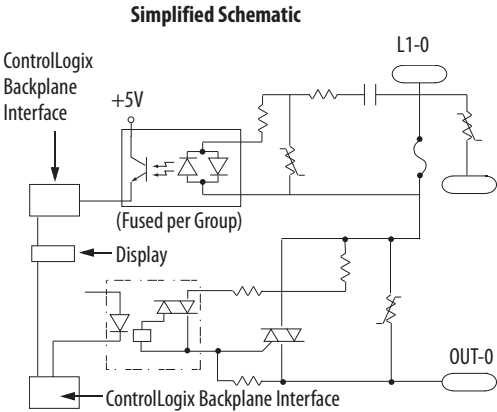 Simplified Schematic
L1-0
ControlLogix
Backplane
Interface
+5V
(Fused per Group)
Display
OUT-0
ControlLogix Backplane Interface